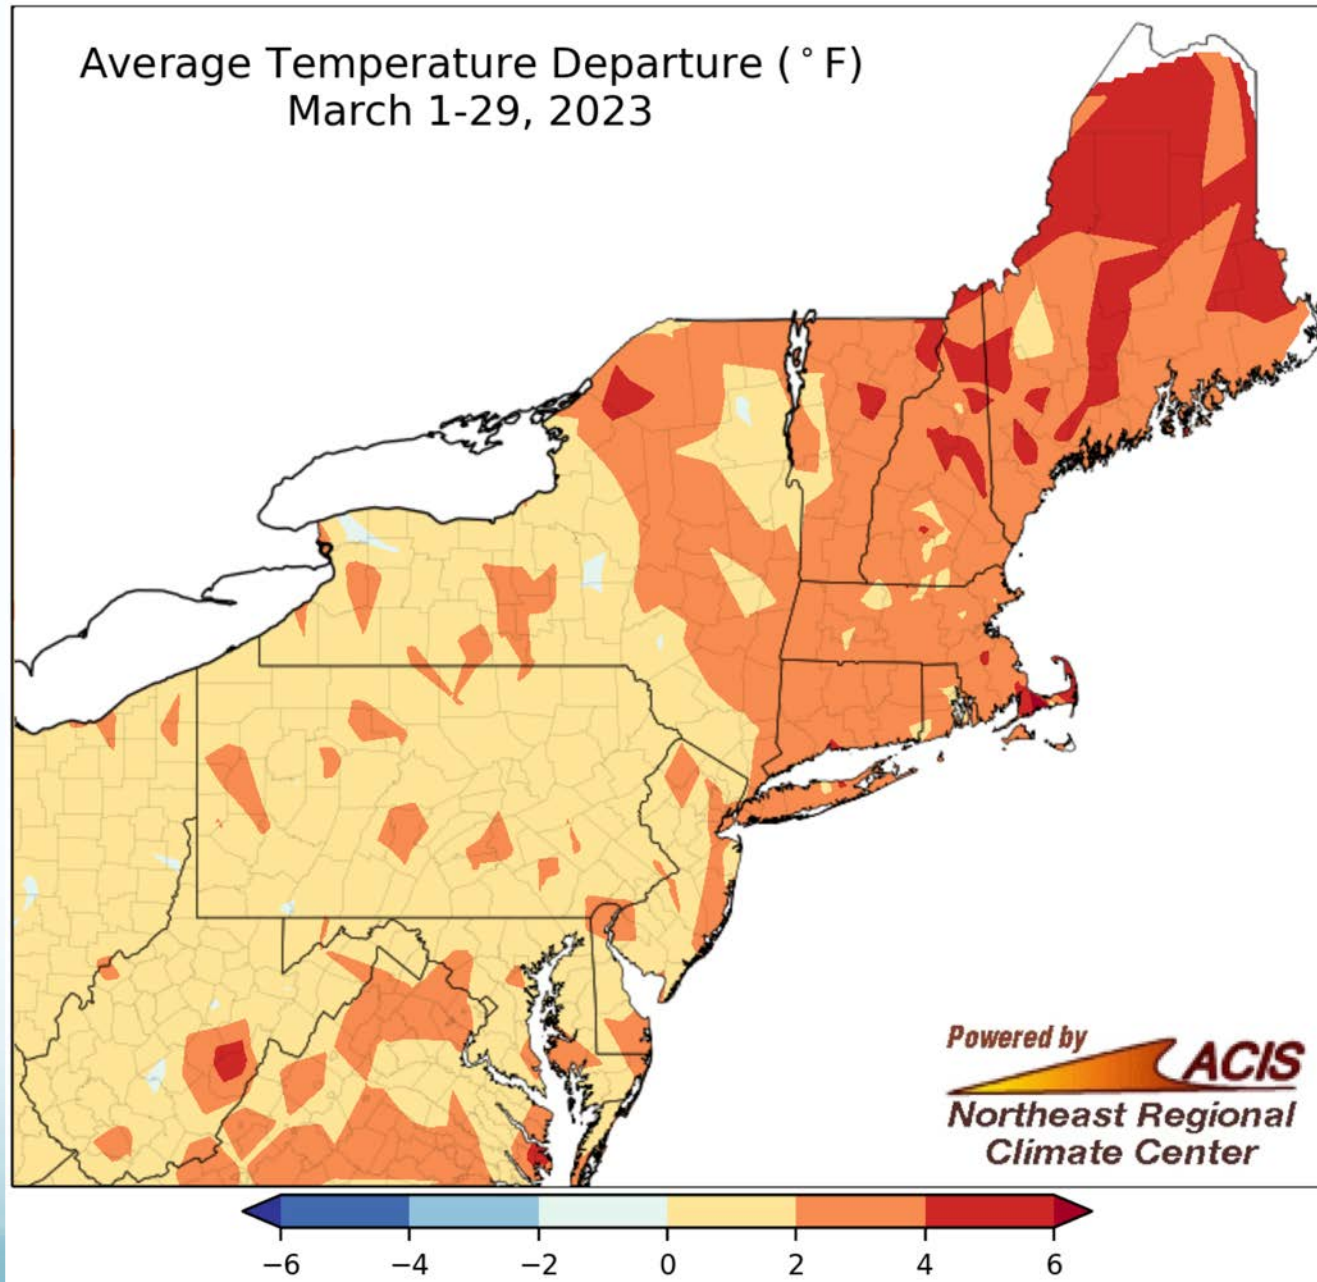 Average Temperature Departure (°F)
March 1-29, 2023
Powered by
ACIS
Northeast Regional
Climate Center
−6 −4 −2 0 2 4 6